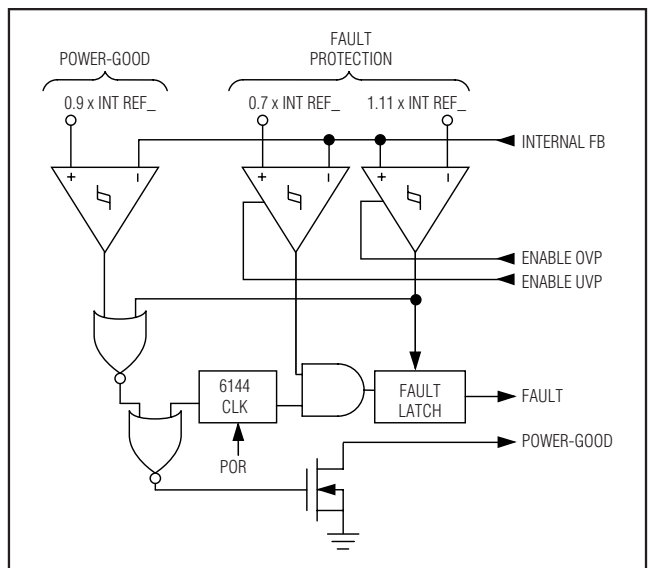 FAULT
PROTECTION
POWER-GOOD
0.9 x INT REF_
0.7 x INT REF_
1.11 x INT REF_
INTERNAL FB
+
-
+
-
+
-
ENABLE OVP
ENABLE UVP
6144
CLK
FAULT
LATCH
FAULT
POWER-GOOD
POR